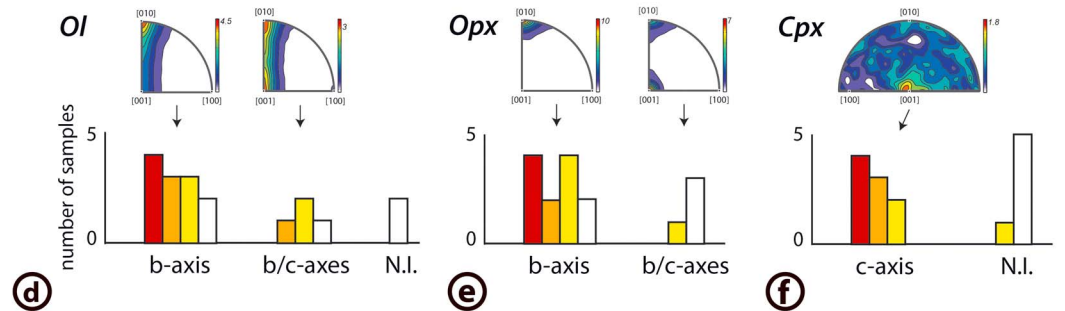 Ol
[010]
4.5
[001]
[100]
[010]
3
[001]
[100]
number of samples
5
0
b-axis
b/c-axes
N.I.
d
Opx
[010]
10
[001]
[100]
[010]
7
[001]
[100]
5
0
b-axis
b/c-axes
e
Cpx
[010]
1.8
[100]
[001]
5
0
c-axis
N.I.
f